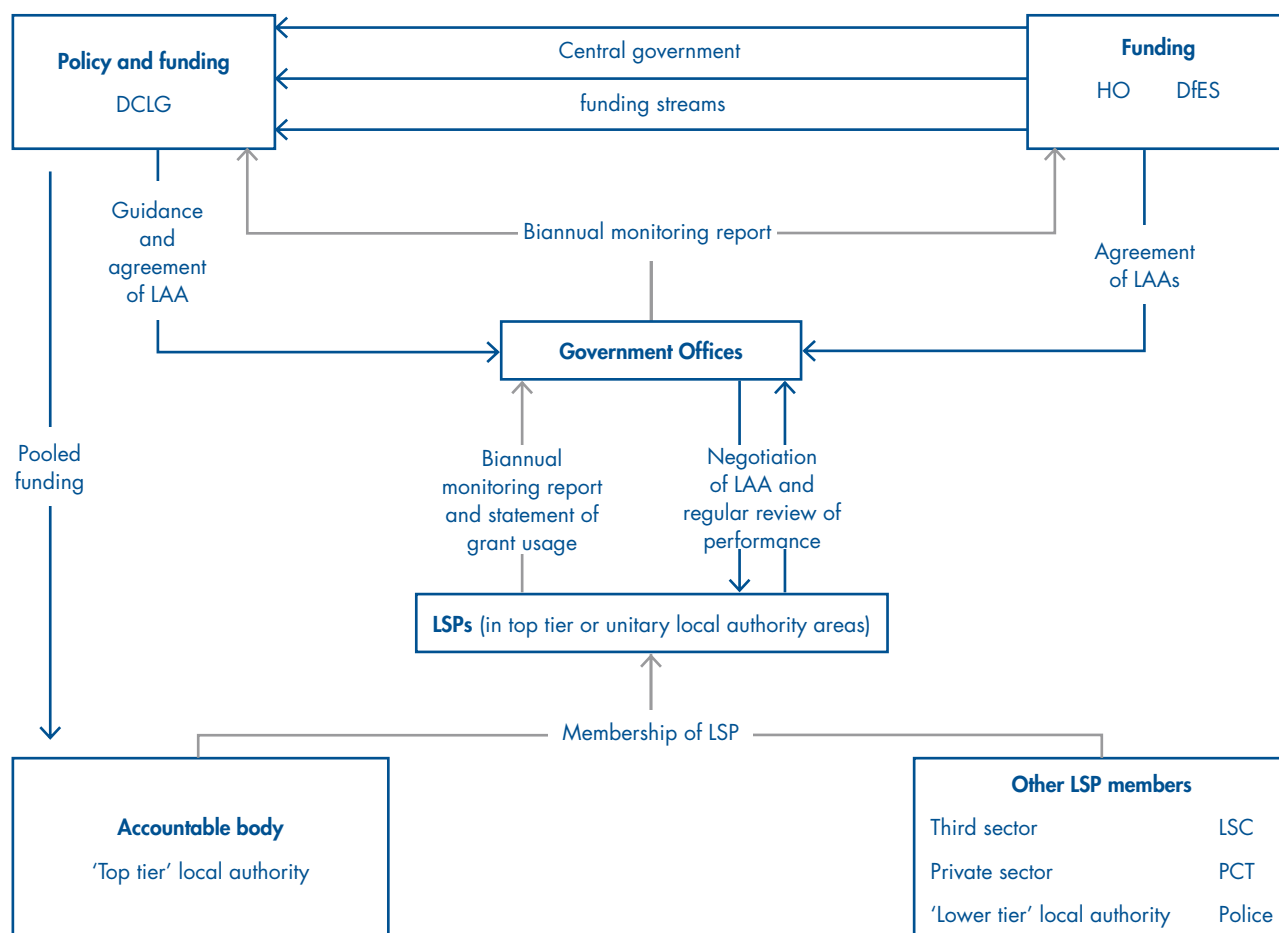 Policy and funding
DCLG
Central government
funding streams
Funding
HO DfES
Guidance
and
agreement
of LAA
Biannual monitoring report
Agreement
of LAAs
Government Offices
Pooled
funding
Biannual
monitoring report
and statement of
grant usage
Negotiation
of LAA and
regular review of
performance
LSPs (in top tier or unitary local authority areas)
Membership of LSP
Accountable body
‘Top tier’ local authority
Other LSP members
Third sector LSC
Private sector PCT
‘Lower tier’ local authority Police